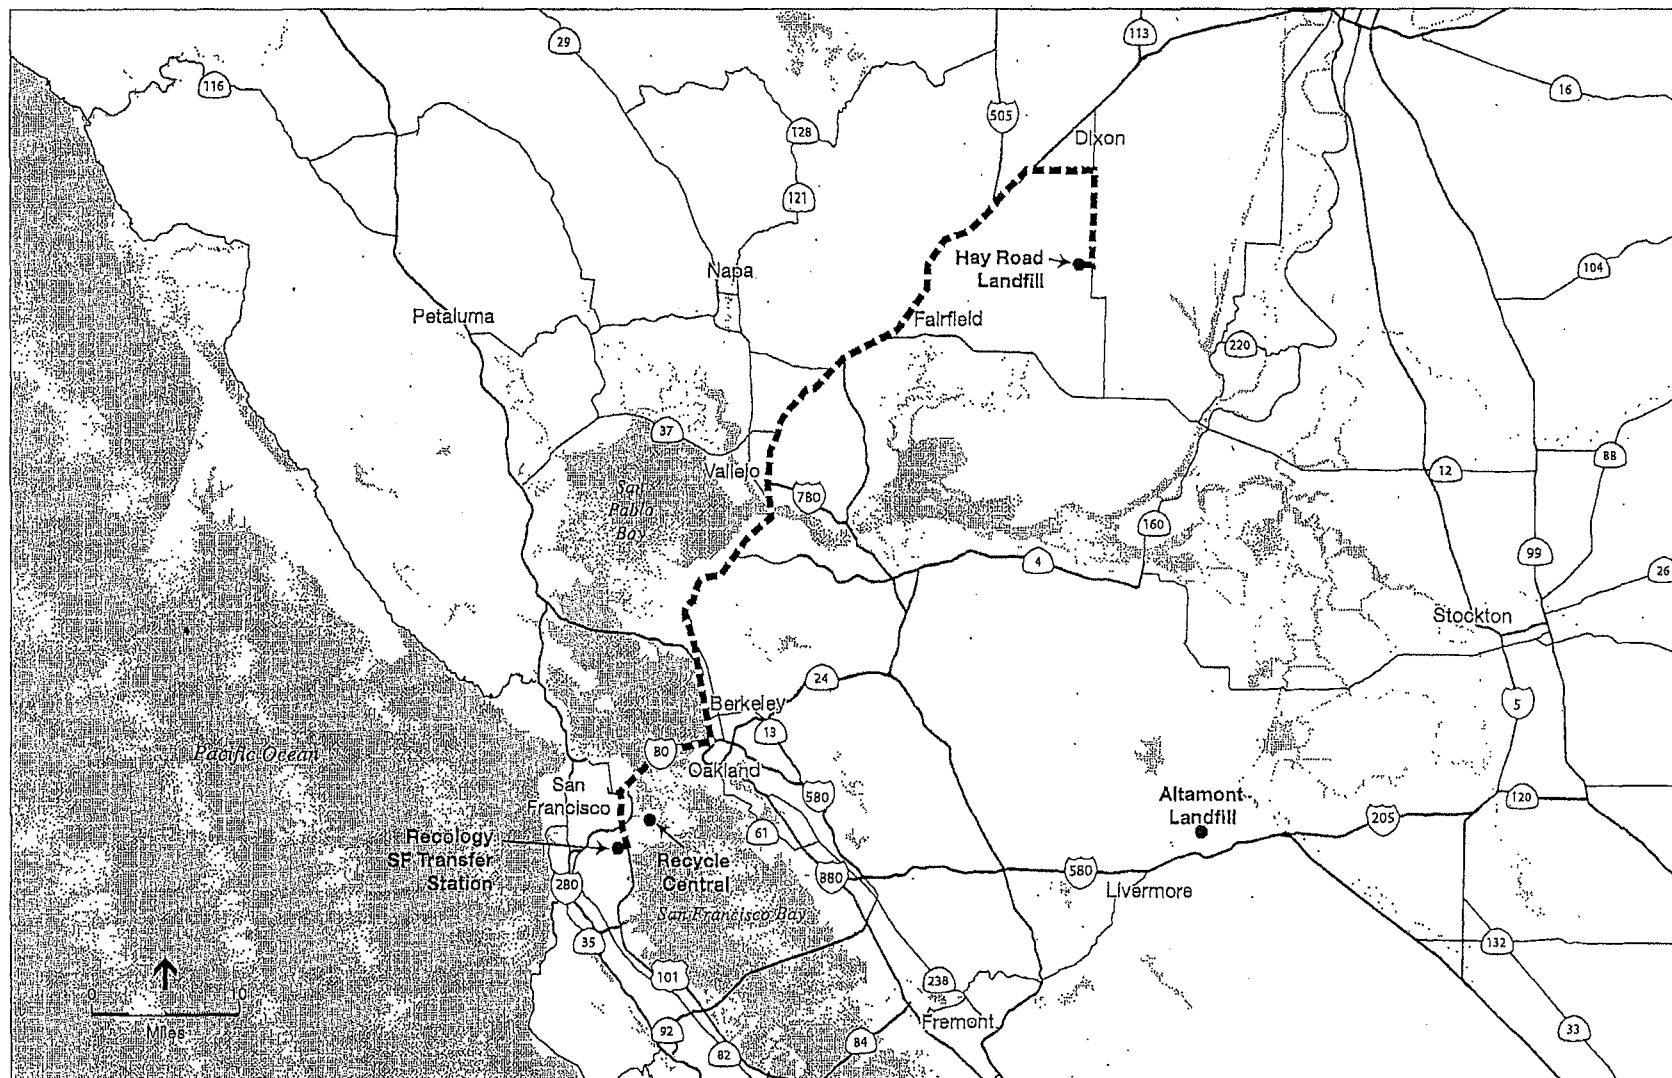 29
113
116
16
505
128
Dixon
121
Hay Road
Landfill
104
Napa
Petaluma
Fairfield
220
37
88
12
Vallejo
San
Pablo
Bay
780
160
99
4
26
Stockton
24
5
Berkeley
13
Pacific Ocean
80
Oakland
San
Francisco
580
Altamont
Landfill
120
205
61
Recology
SF Transfer
Station
Recycle
Central
880
580
Livermore
280
San Francisco Bay
35
132
101
238
0
10
Miles
Fremont
92
82
84
33